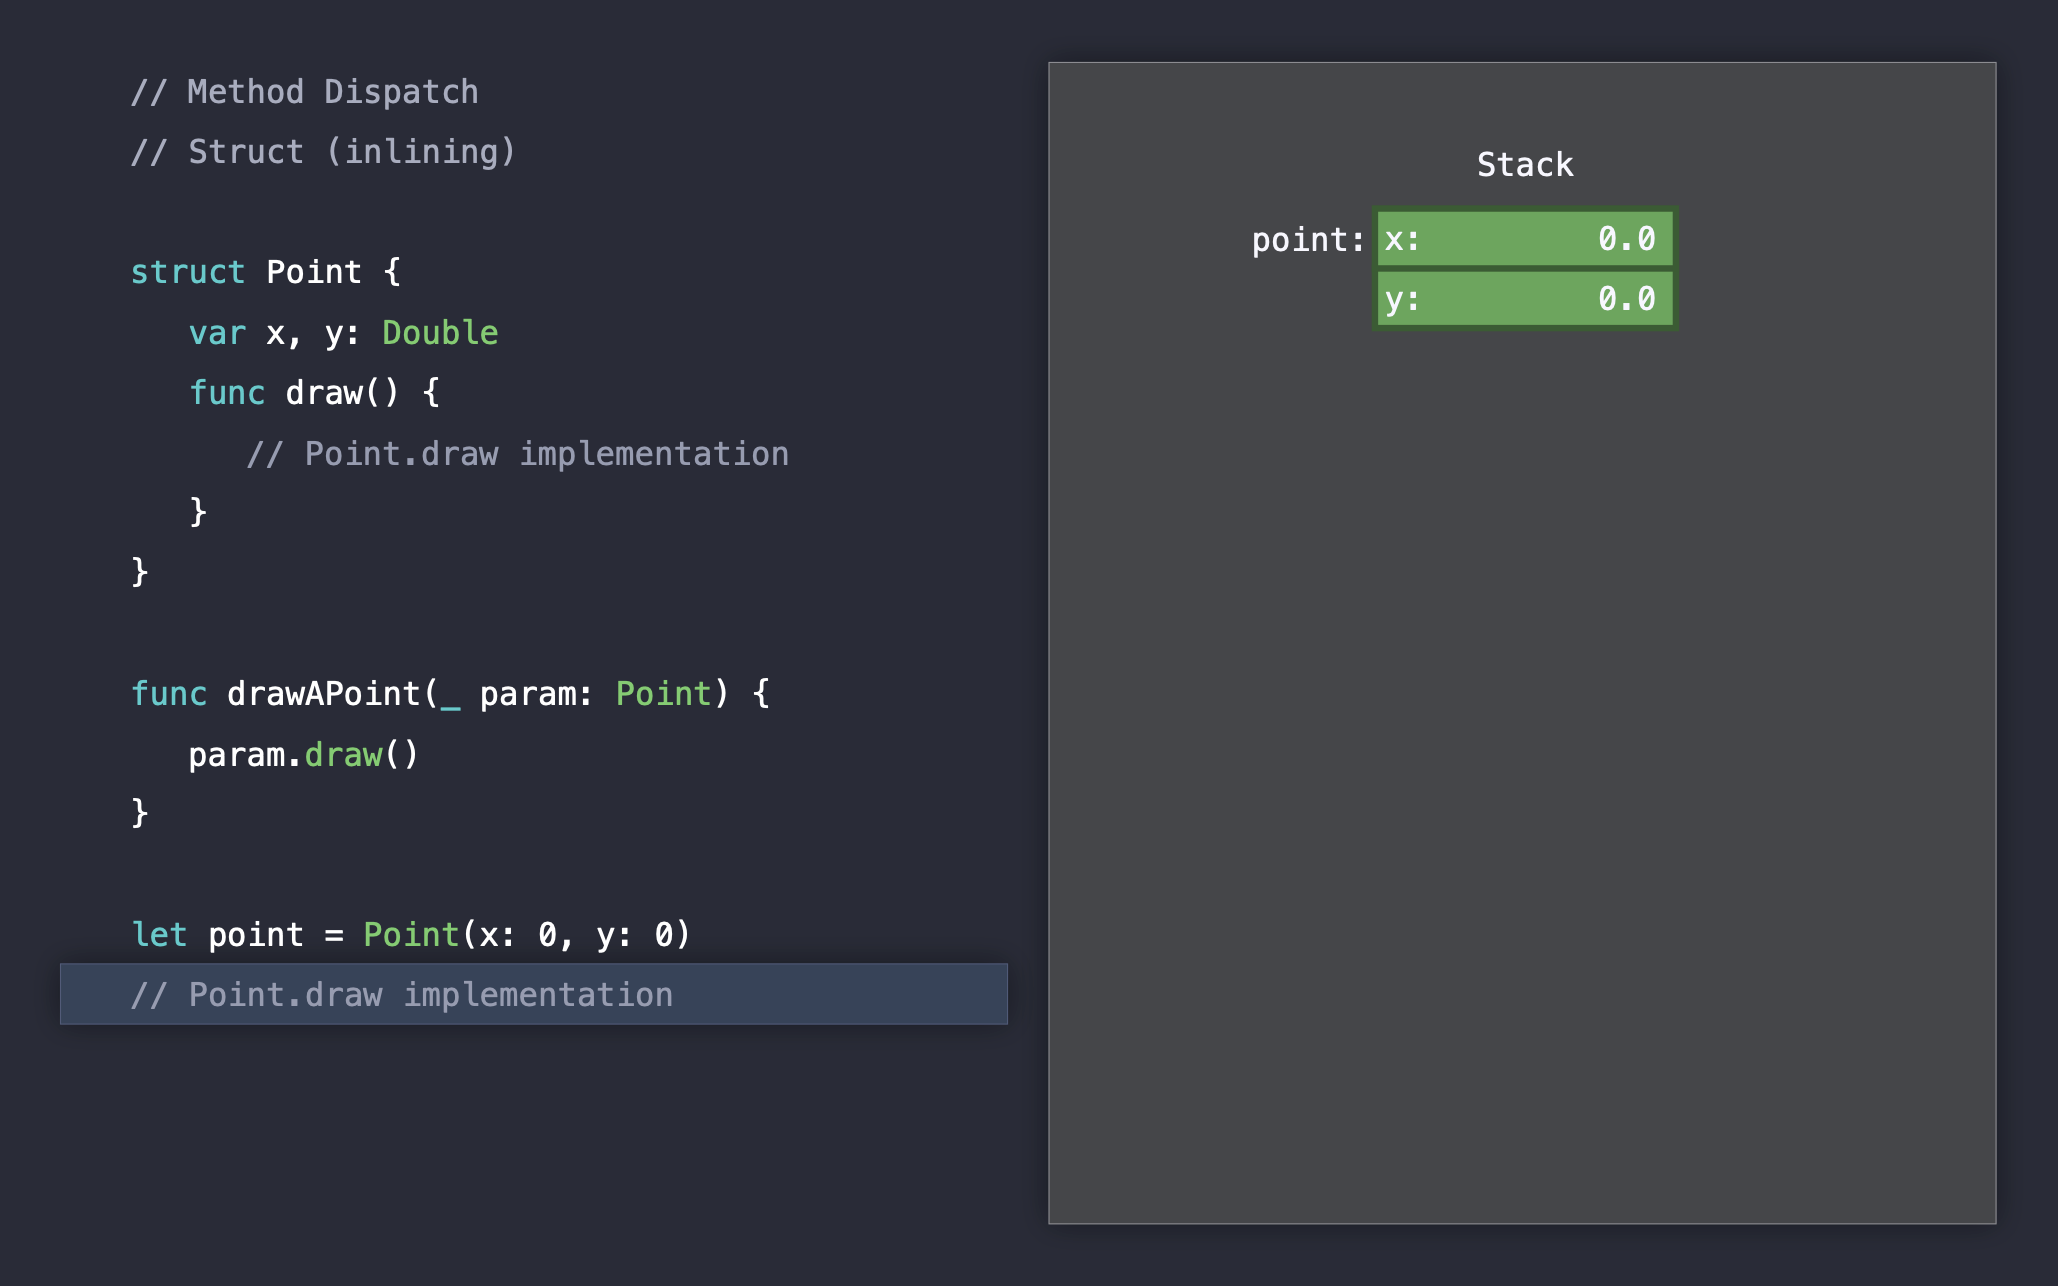 // Method Dispatch
// Struct (inlining)
struct Point {
   var x, y: Double
   func draw() {
      // Point.draw implementation
   }
}
func drawAPoint(_ param: Point) {
   param.draw()
}
let point = Point(x: 0, y: 0)
// Point.draw implementation
Stack
point: x: 0.0
y: 0.0